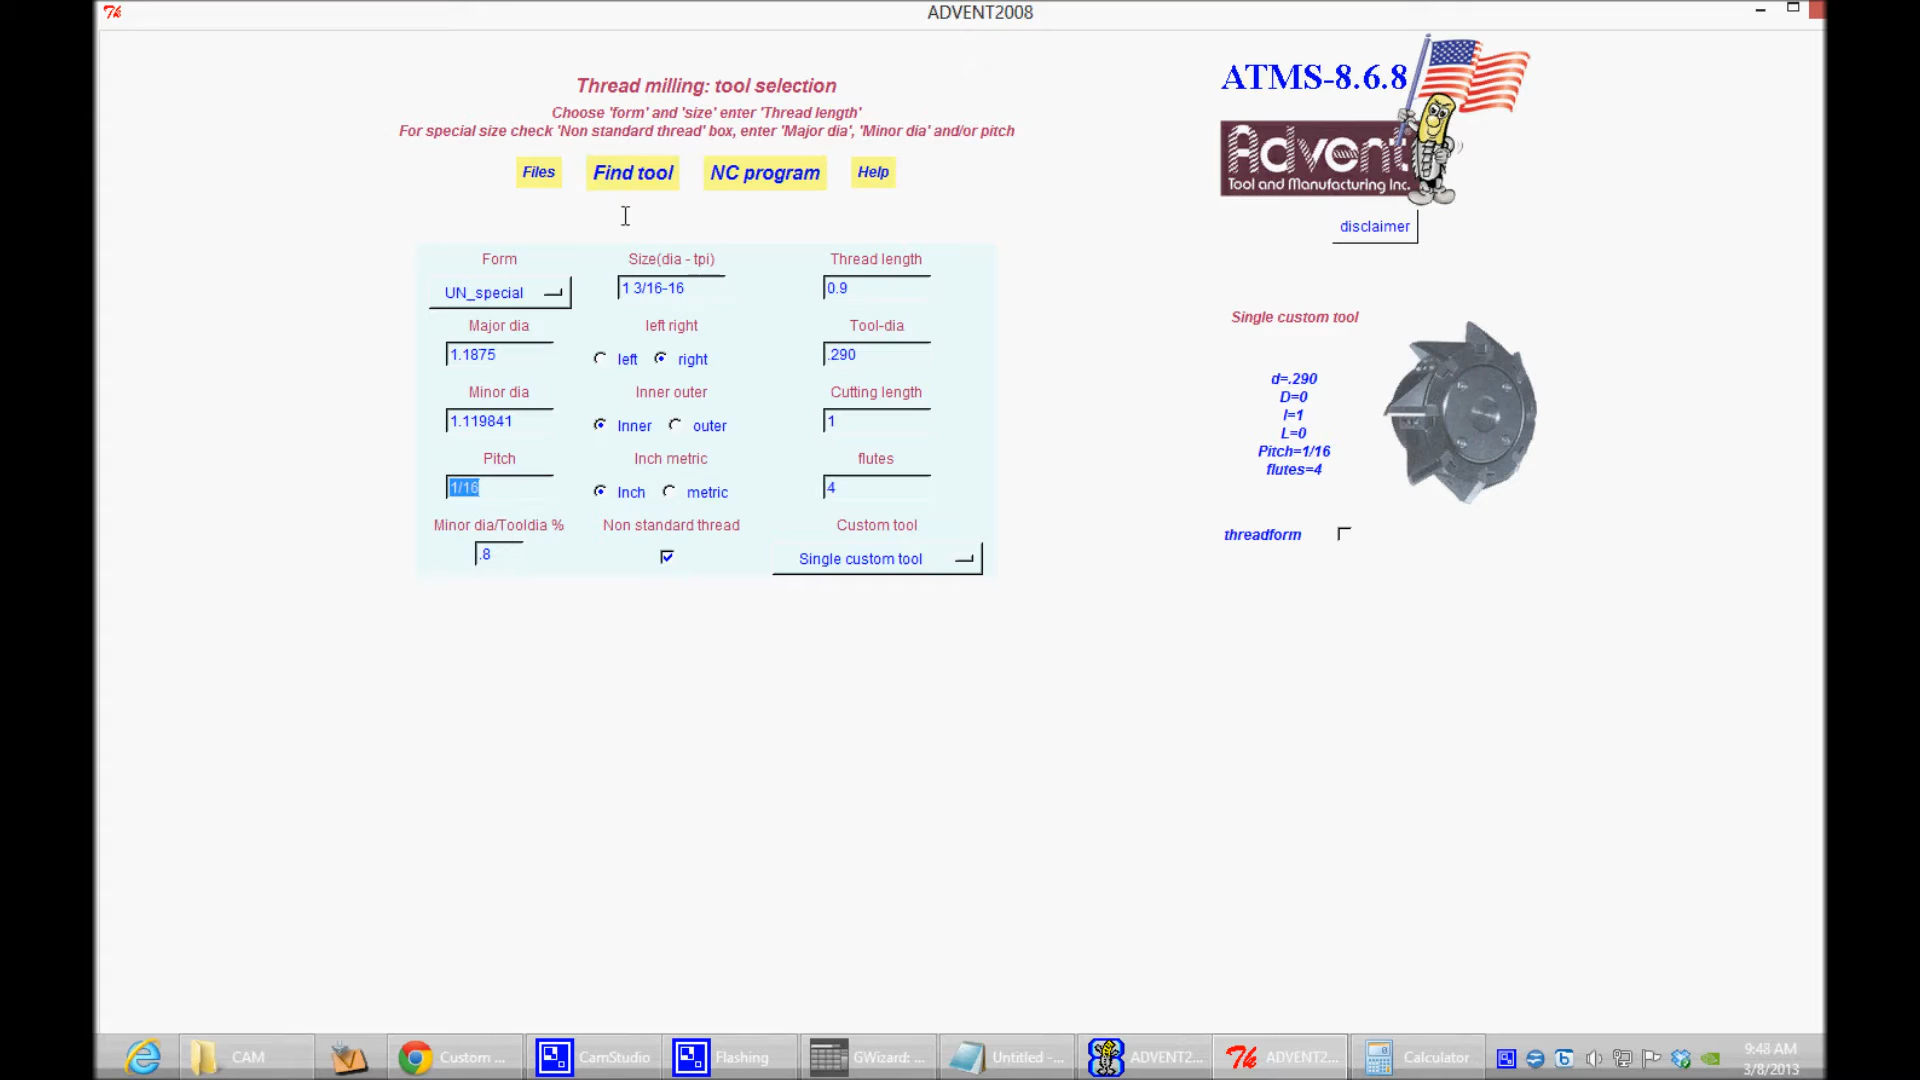 ADVENT2008
Thread milling: tool selection
Choose 'form' and 'size' enter 'Thread length'
For special size check 'Non standard thread' box, enter 'Major dia', 'Minor dia' and/or pitch
Files Find tool NC program Help
ATMS-8.6.8
Advent
Tool and Manufacturing Inc.
disclaimer
Form Size(dia - tpi) Thread length
UN_special 1 3/16-16 0.9
Major dia left right Tool-dia
1.1875 left right .290
Minor dia Inner outer Cutting length
1.119841 Inner outer 1
Pitch Inch metric flutes
1/16 Inch metric 4
Minor dia/Tooldia % Non standard thread Custom tool
.8 Single custom tool
Single custom tool
d=.290
D=0
l=1
L=0
Pitch=1/16
flutes=4
threadform
CAM Custom ... CamStudio Flashing GWizard: ... Untitled -... ADVENT2... ADVENT2... Calculator
9:48 AM
3/8/2013